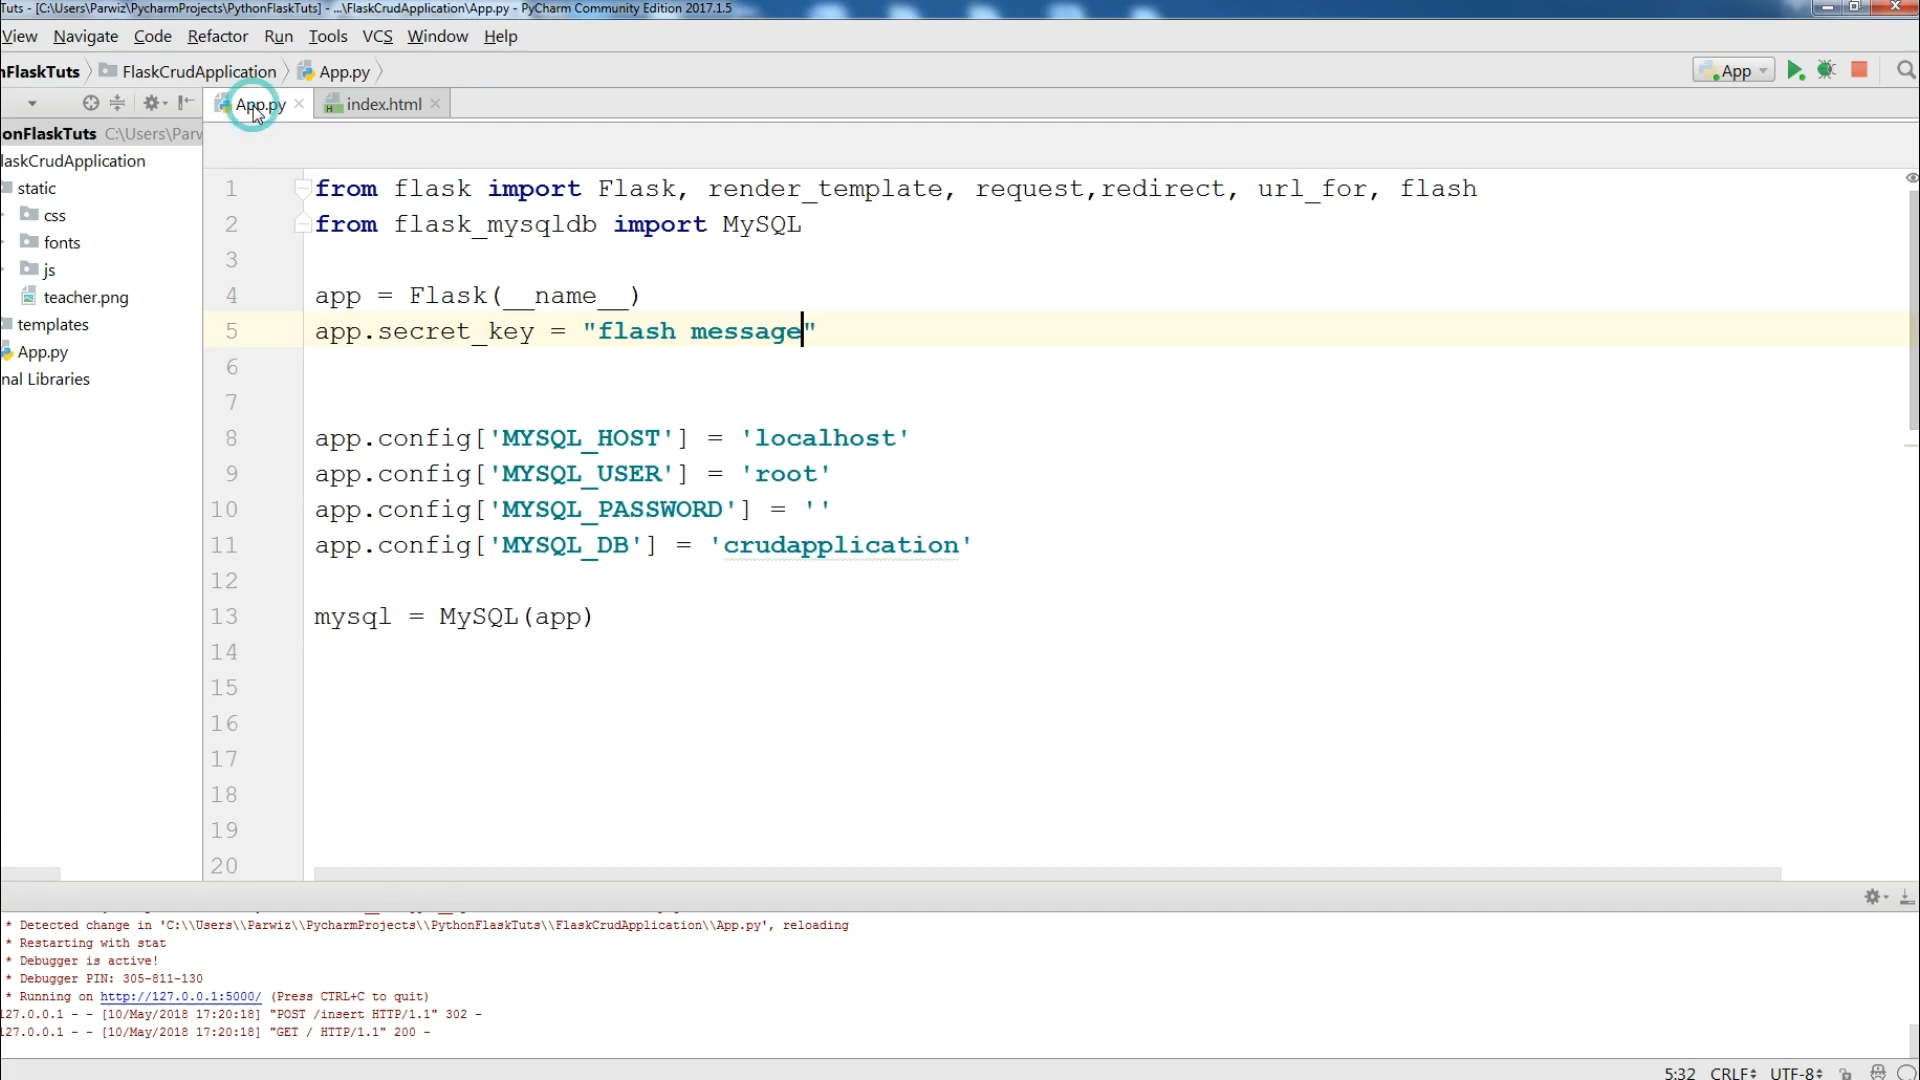 Tuts - [C:\Users\Parwiz\PycharmProjects\PythonFlaskTuts] - ...\FlaskCrudApplication\App.py - PyCharm Community Edition 2017.1.5
View Navigate Code Refactor Run Tools VCS Window Help
nFlaskTuts FlaskCrudApplication App.py App
App.py index.html
onFlaskTuts C:\Users\Parw
laskCrudApplication
static
css
fonts
js
teacher.png
templates
App.py
nal Libraries
1 from flask import Flask, render_template, request,redirect, url_for, flash
2 from flask_mysqldb import MySQL
3
4 app = Flask(__name__)
5 app.secret_key = "flash message"
6
7
8 app.config['MYSQL_HOST'] = 'localhost'
9 app.config['MYSQL_USER'] = 'root'
10 app.config['MYSQL_PASSWORD'] = ''
11 app.config['MYSQL_DB'] = 'crudapplication'
12
13 mysql = MySQL(app)
14
15
16
17
18
19
20
* Detected change in 'C:\\Users\\Parwiz\\PycharmProjects\\PythonFlaskTuts\\FlaskCrudApplication\\App.py', reloading
* Restarting with stat
* Debugger is active!
* Debugger PIN: 305-811-130
* Running on http://127.0.0.1:5000/ (Press CTRL+C to quit)
127.0.0.1 - - [10/May/2018 17:20:18] "POST /insert HTTP/1.1" 302 -
127.0.0.1 - - [10/May/2018 17:20:18] "GET / HTTP/1.1" 200 -
5:32 CRLF UTF-8